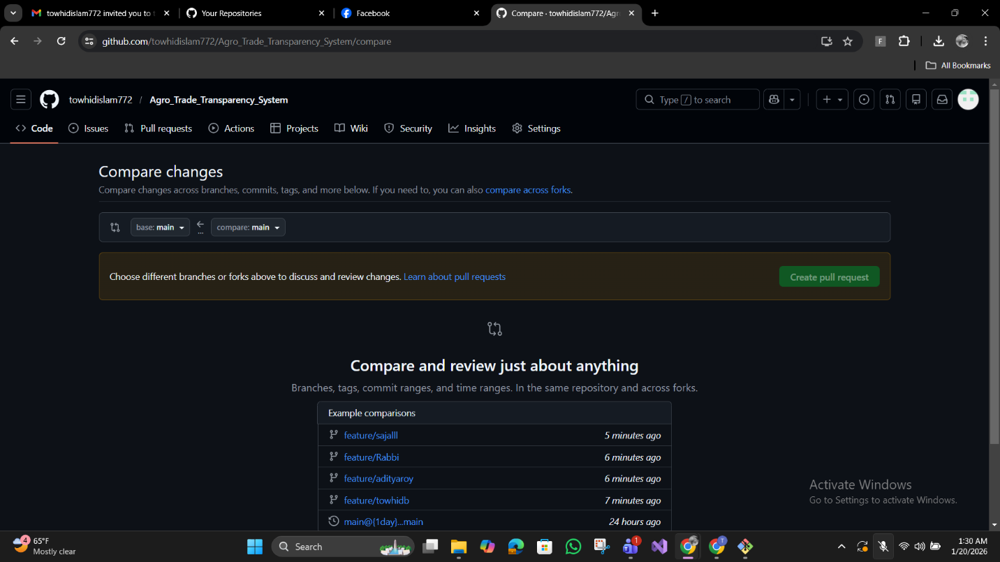 towhidislam772 invited you to t
Your Repositories
Facebook
Compare · towhidislam772/Agro
github.com/towhidislam772/Agro_Trade_Transparency_System/compare
F
All Bookmarks
towhidislam772 / Agro_Trade_Transparency_System
Type / to search
Code
Issues
Pull requests
Actions
Projects
Wiki
Security
Insights
Settings
Compare changes
Compare changes across branches, commits, tags, and more below. If you need to, you can also compare across forks.
base: main
...
compare: main
Choose different branches or forks above to discuss and review changes. Learn about pull requests
Create pull request
Compare and review just about anything
Branches, tags, commit ranges, and time ranges. In the same repository and across forks.
Example comparisons
feature/sajalll 5 minutes ago
feature/Rabbi 6 minutes ago
feature/adityaroy 6 minutes ago
feature/towhidb 7 minutes ago
main@{1day}...main 24 hours ago
Activate Windows
Go to Settings to activate Windows.
4
65°F
Mostly clear
Search
1
T
1:30 AM
1/20/2026